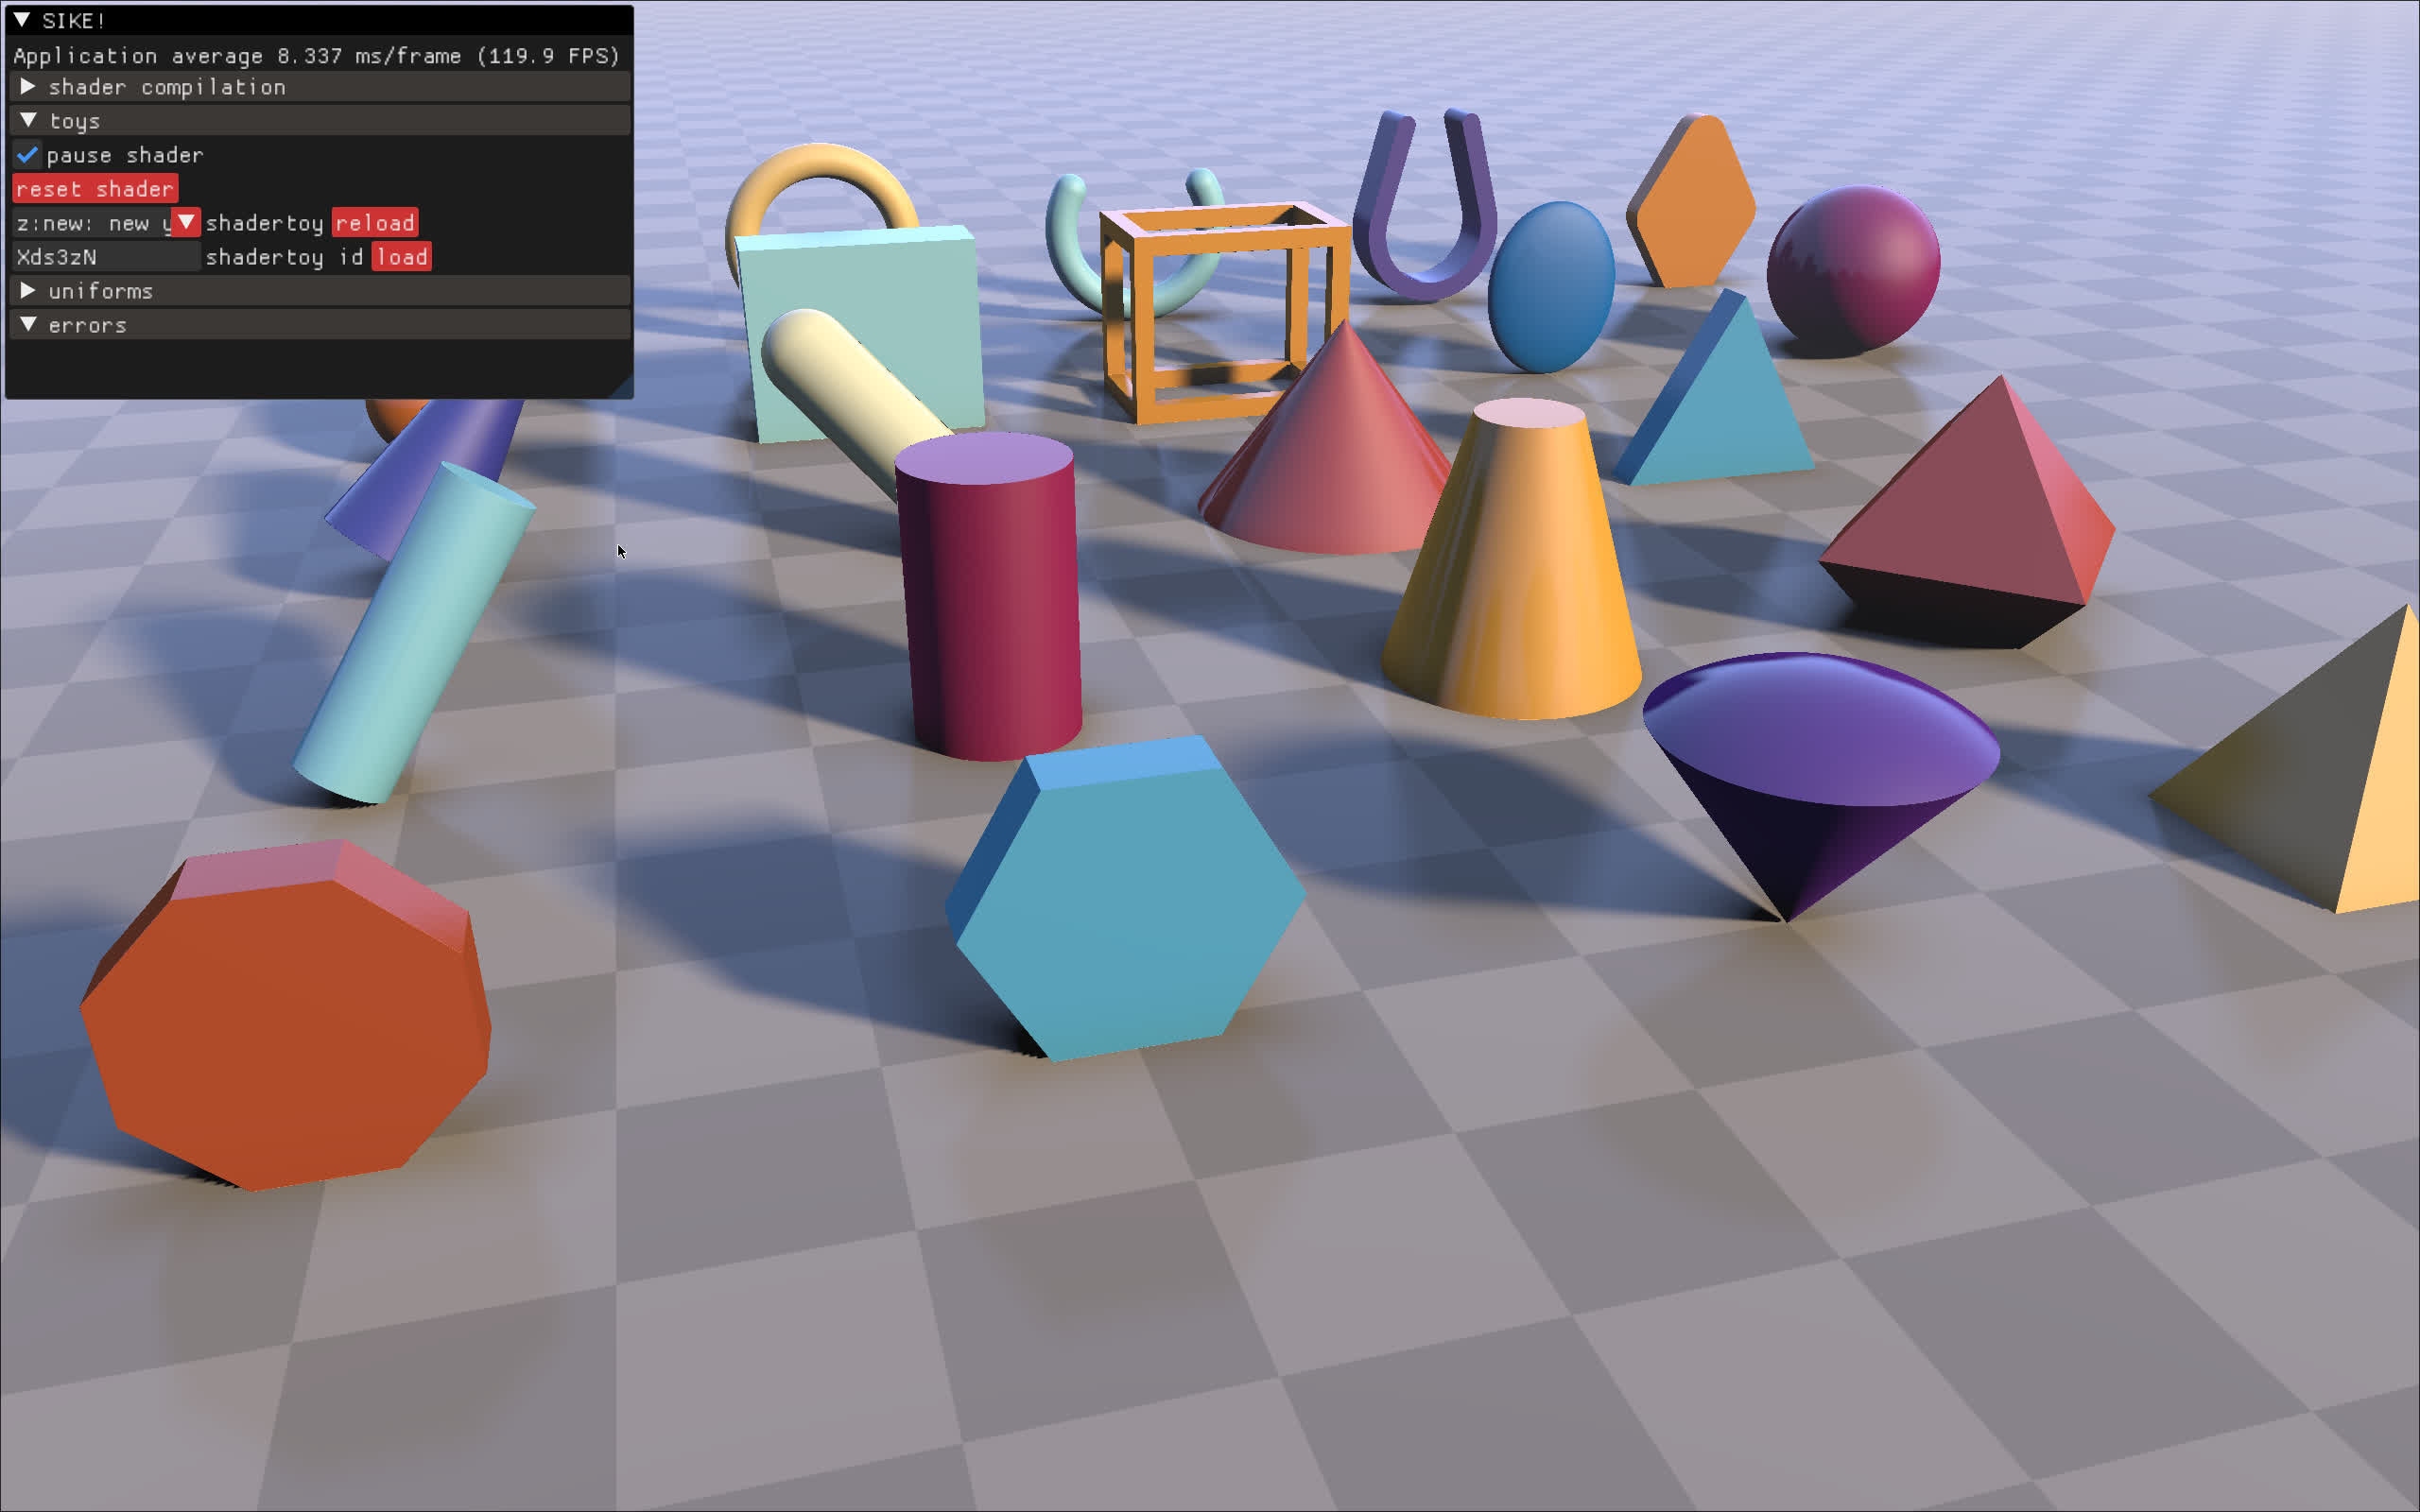 SIKE!
Application average 8.337 ms/frame (119.9 FPS)
shader compilation
toys
pause shader
reset shader
z:new: new shadertoy reload
Xds3zN shadertoy id load
uniforms
errors